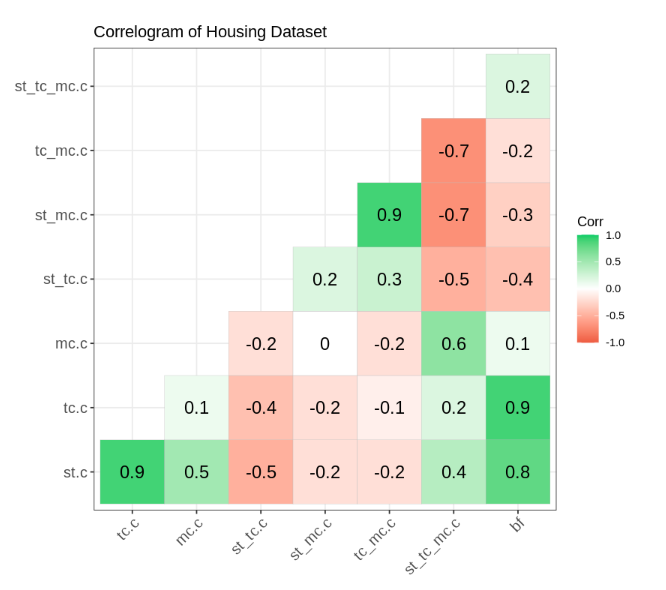 Correlogram of Housing Dataset
st_tc_mc.c 0.2
tc_mc.c -0.7 -0.2
st_mc.c 0.9 -0.7 -0.3
st_tc.c 0.2 0.3 -0.5 -0.4
mc.c -0.2 0 -0.2 0.6 0.1
tc.c 0.1 -0.4 -0.2 -0.1 0.2 0.9
st.c 0.9 0.5 -0.5 -0.2 -0.2 0.4 0.8
tc.c mc.c st_tc.c st_mc.c tc_mc.c st_tc_mc.c bf
Corr
1.0
0.5
0.0
-0.5
-1.0